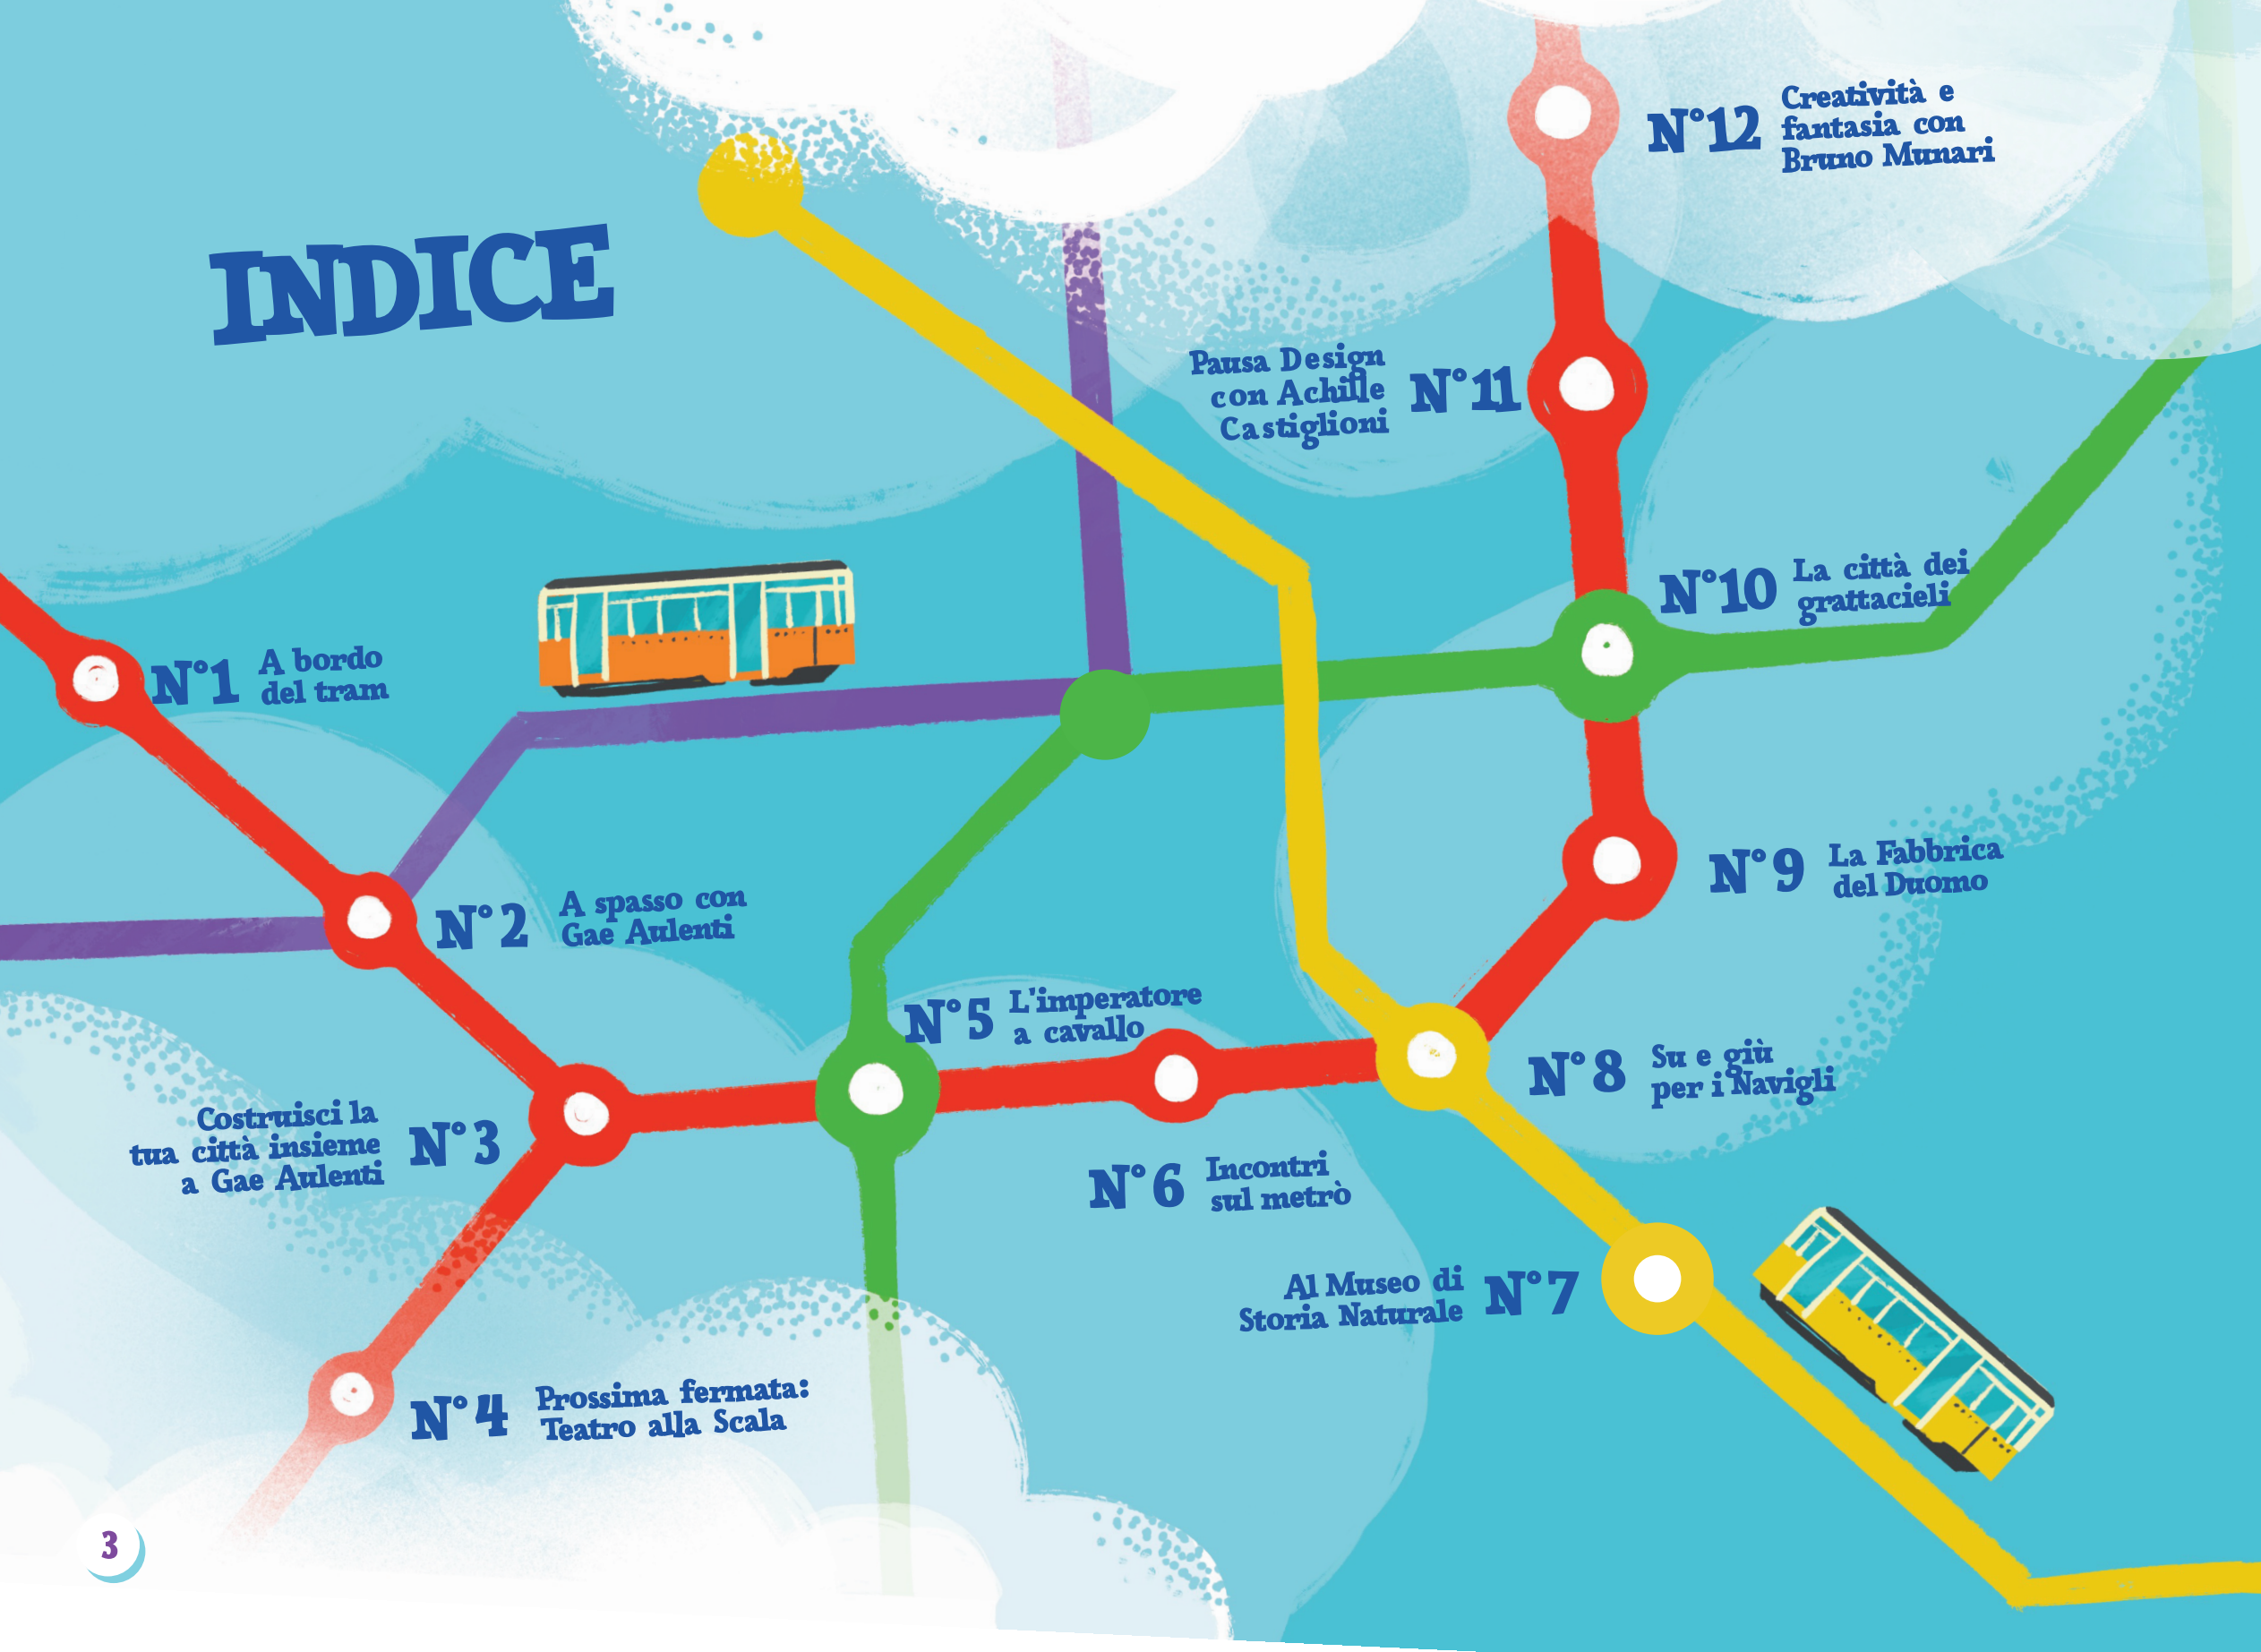 INDICE
N°1
A bordo
del tram
N°2
A spasso con
Gae Aulenti
Costruisci la
tua città insieme
a Gae Aulenti
N°3
N°4
Prossima fermata:
Teatro alla Scala
N°5
L'imperatore
a cavallo
N°6
Incontri
sul metrò
Al Museo di
Storia Naturale
N°7
N°8
Su e giù
per i Navigli
N°9
La Fabbrica
del Duomo
N°10
La città dei
grattacieli
Pausa Design
con Achille
Castiglioni
N°11
N°12
Creatività e
fantasia con
Bruno Munari
3